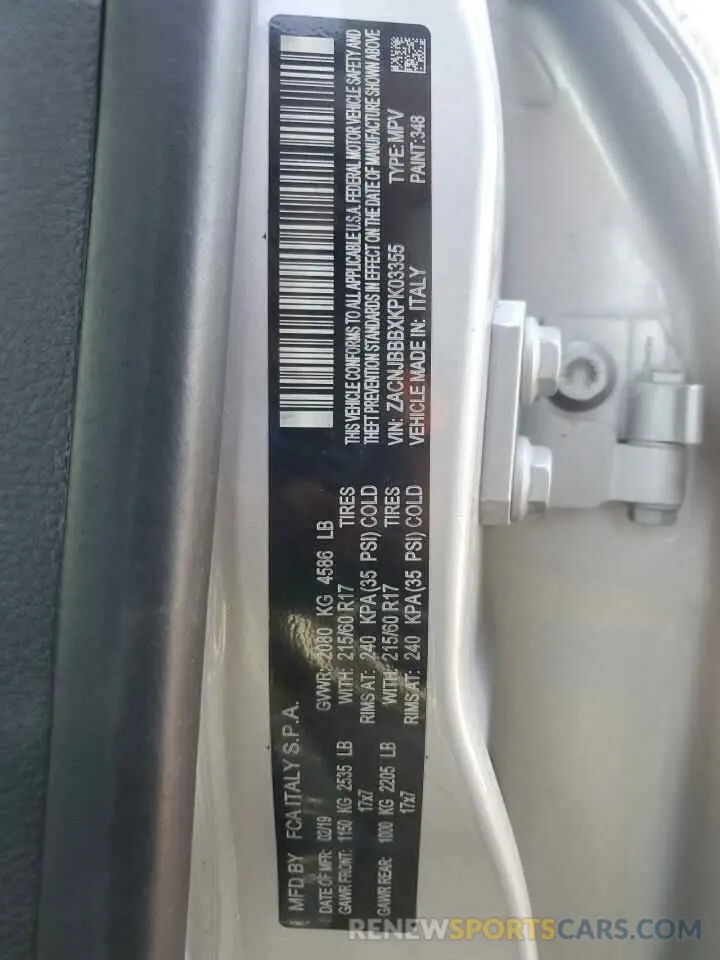 MFD BY FCA ITALY S.P.A.
DATE OF MFR: 02/19 GVWR: 2080 KG 4586 LB
GAWR FRONT: 1150 KG 2535 LB WITH: 215/60 R17 TIRES
17x7 RIMS AT: 240 KPA(35 PSI) COLD
GAWR REAR: 1000 KG 2205 LB WITH: 215/60 R17 TIRES
17x7 RIMS AT: 240 KPA(35 PSI) COLD
THIS VEHICLE CONFORMS TO ALL APPLICABLE U.S.A. FEDERAL MOTOR VEHICLE SAFETY AND
THEFT PREVENTION STANDARDS IN EFFECT ON THE DATE OF MANUFACTURE SHOWN ABOVE
VIN: ZACNJBBBXKPK03355 TYPE: MPV
VEHICLE MADE IN: ITALY PAINT: 348
RENEWSPORTCARS.COM